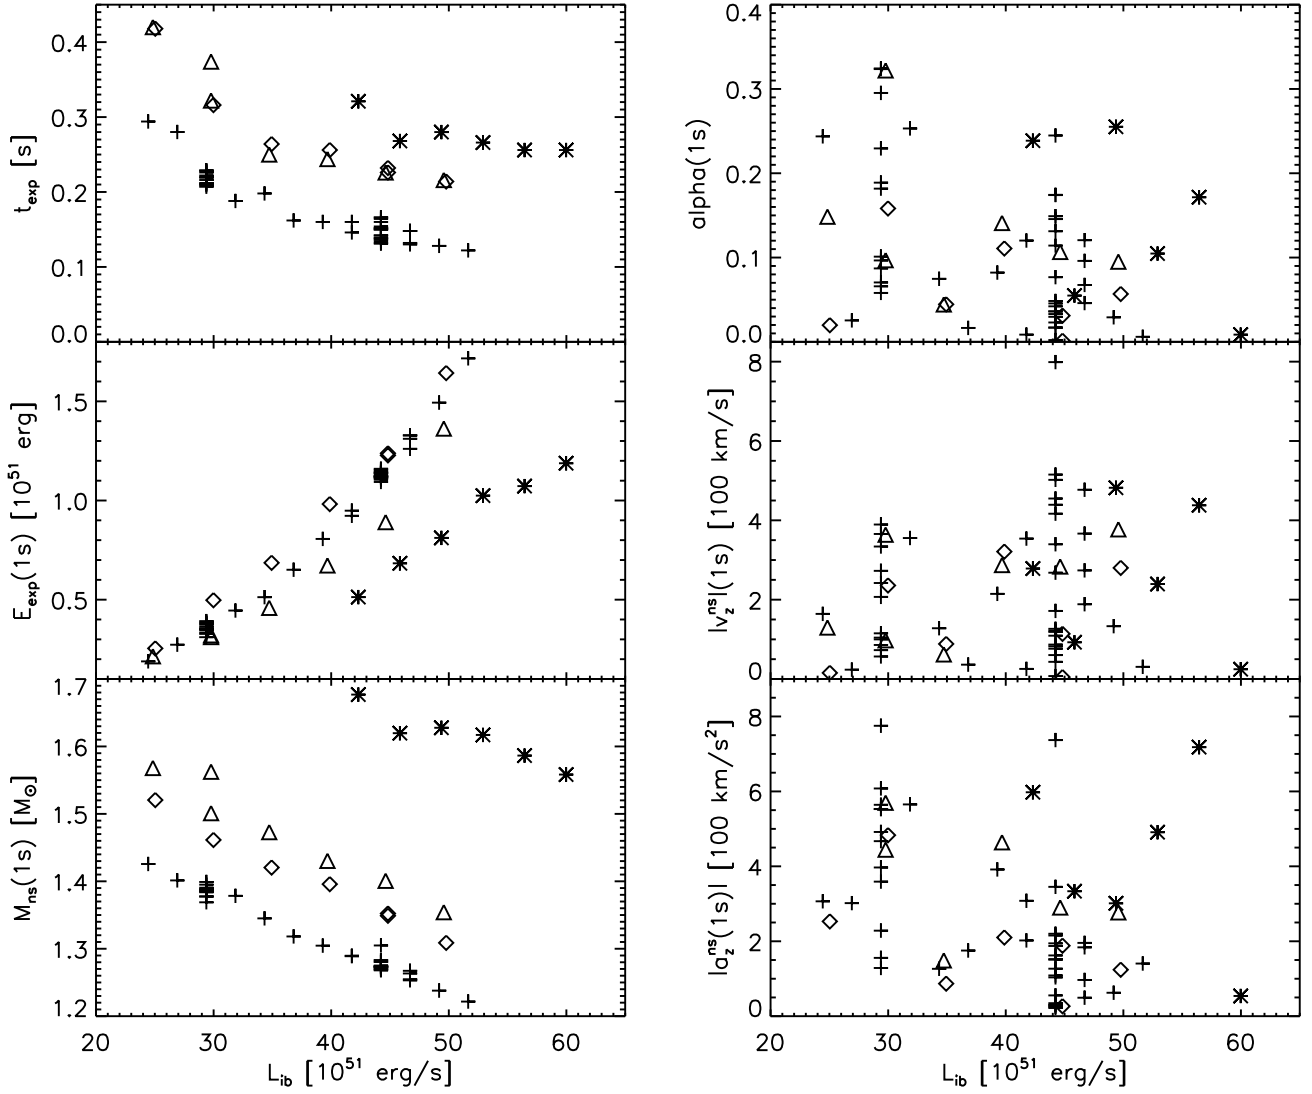 0.4
0.3
0.2
0.1
0.0
t_exp [s]
1.5
1.0
0.5
E_exp(1s) [10^51 erg]
1.7
1.6
1.5
1.4
1.3
1.2
M_ns(1s) [M_⊙]
20 30 40 50 60
L_ib [10^51 erg/s]
0.4
0.3
0.2
0.1
0.0
alpha(1s)
8
6
4
2
0
|v_z^ns|(1s) [100 km/s]
8
6
4
2
0
|a_z^ns(1s)| [100 km/s²]
20 30 40 50 60
L_ib [10^51 erg/s]